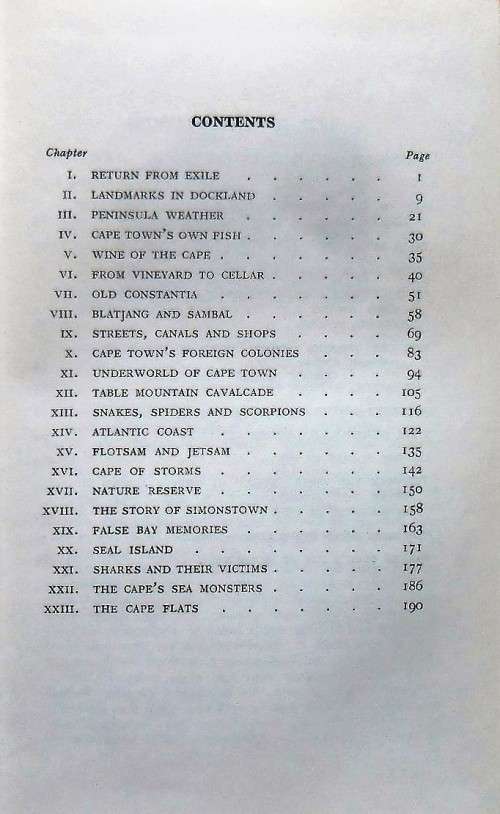 CONTENTS
Chapter Page
I. RETURN FROM EXILE . . . . . . 1
II. LANDMARKS IN DOCKLAND . . . . . 9
III. PENINSULA WEATHER . . . . . . 21
IV. CAPE TOWN'S OWN FISH . . . . . . 30
V. WINE OF THE CAPE . . . . . . . 35
VI. FROM VINEYARD TO CELLAR . . . . . 40
VII. OLD CONSTANTIA . . . . . . . 51
VIII. BLATJANG AND SAMBAL . . . . . . 58
IX. STREETS, CANALS AND SHOPS . . . . . 69
X. CAPE TOWN'S FOREIGN COLONIES . . . 83
XI. UNDERWORLD OF CAPE TOWN . . . . 94
XII. TABLE MOUNTAIN CAVALCADE . . . . 105
XIII. SNAKES, SPIDERS AND SCORPIONS . . . 116
XIV. ATLANTIC COAST . . . . . . . 122
XV. FLOTSAM AND JETSAM . . . . . . 135
XVI. CAPE OF STORMS . . . . . . . 142
XVII. NATURE RESERVE . . . . . . . 150
XVIII. THE STORY OF SIMONSTOWN . . . . . 158
XIX. FALSE BAY MEMORIES . . . . . . 163
XX. SEAL ISLAND . . . . . . . . 171
XXI. SHARKS AND THEIR VICTIMS . . . . . 177
XXII. THE CAPE'S SEA MONSTERS . . . . . 186
XXIII. THE CAPE FLATS . . . . . . . 190